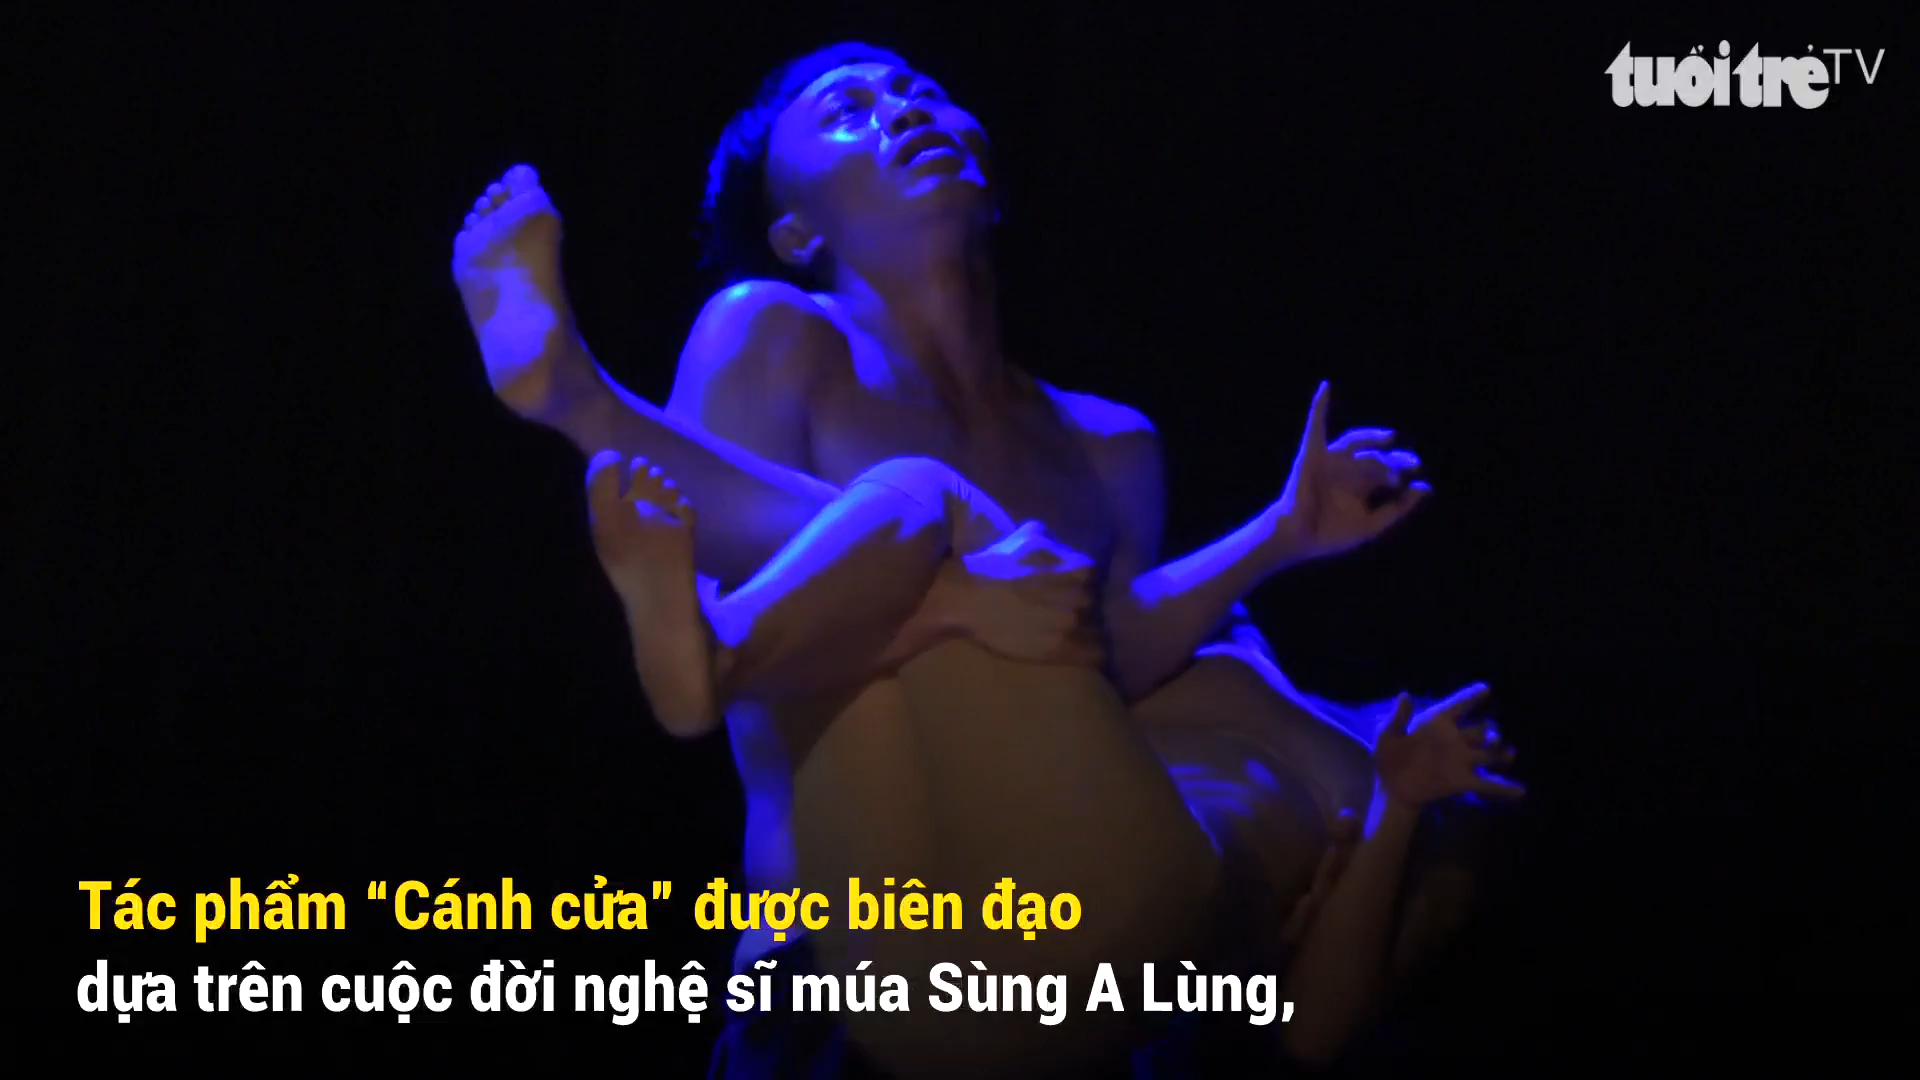 tuổi trẻ TV
Tác phẩm “Cánh cửa” được biên đạo
dựa trên cuộc đời nghệ sĩ múa Sùng A Lùng,